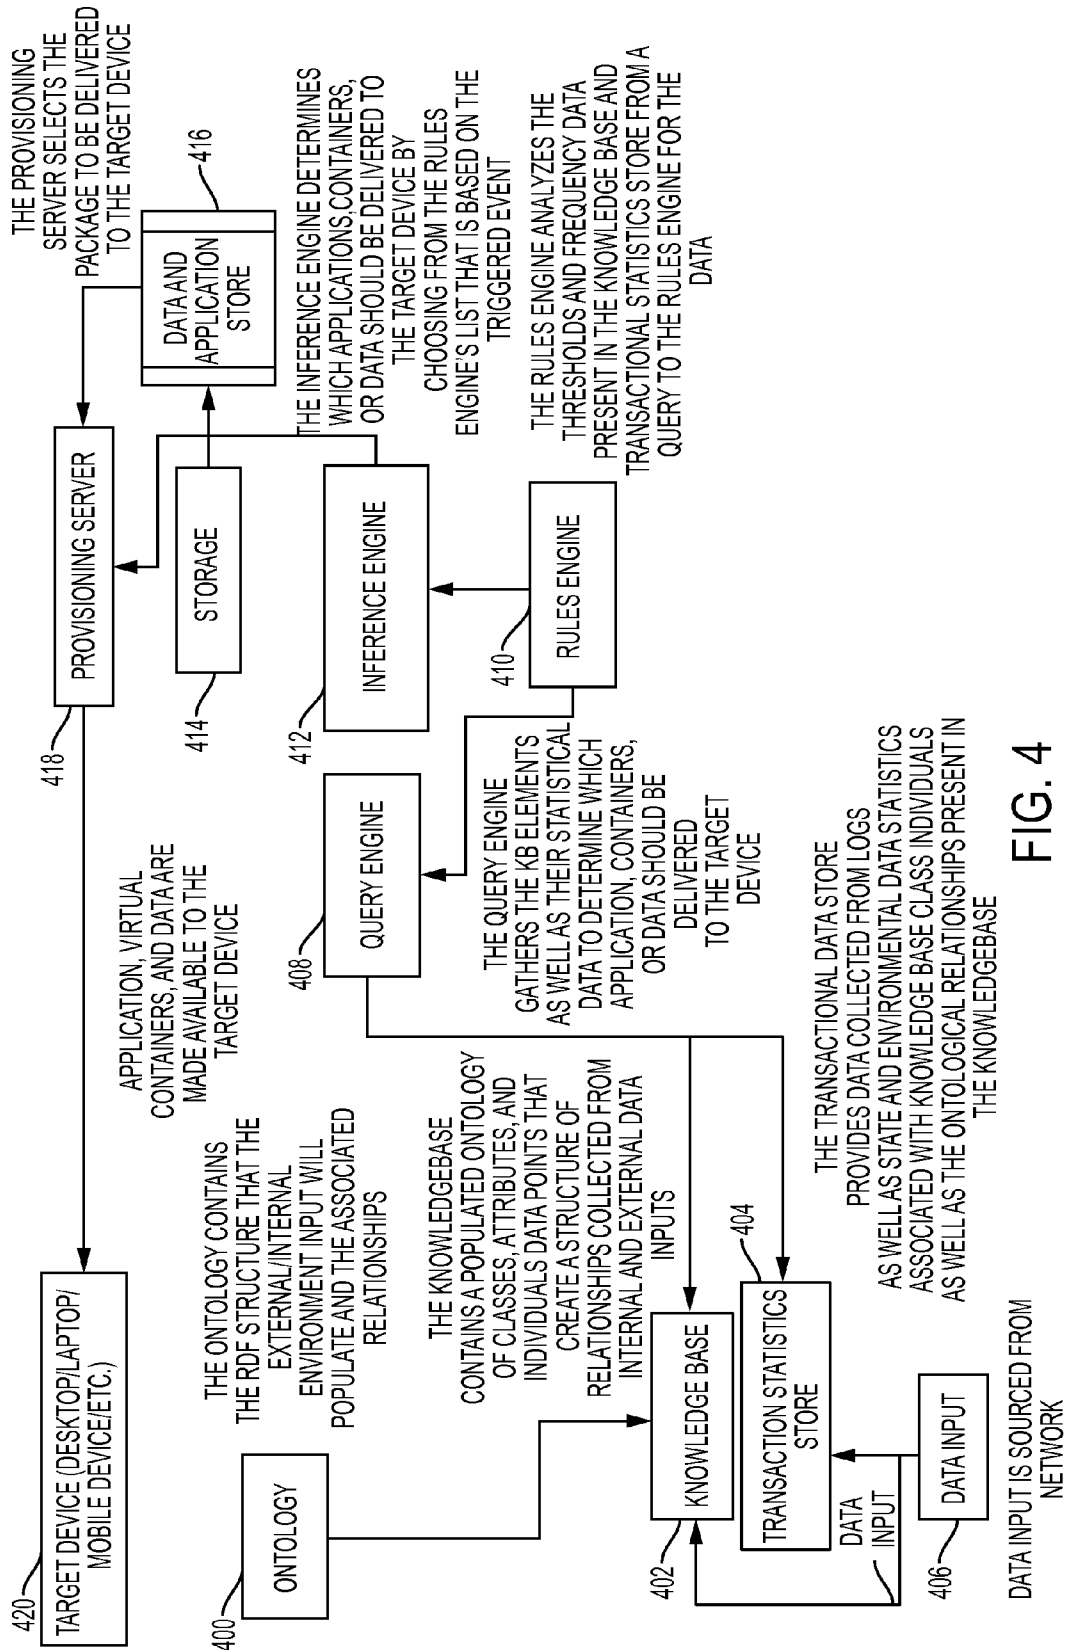 420
TARGET DEVICE (DESKTOP/LAPTOP/
MOBILE DEVICE/ETC.)
APPLICATION, VIRTUAL
CONTAINERS, AND DATA ARE
MADE AVAILABLE TO THE
TARGET DEVICE
418
PROVISIONING SERVER
THE PROVISIONING
SERVER SELECTS THE
PACKAGE TO BE DELIVERED
TO THE TARGET DEVICE
414
STORAGE
416
DATA AND
APPLICATION
STORE
400
ONTOLOGY
THE ONTOLOGY CONTAINS
THE RDF STRUCTURE THAT THE
EXTERNAL/INTERNAL
ENVIRONMENT INPUT WILL
POPULATE AND THE ASSOCIATED
RELATIONSHIPS
408
QUERY ENGINE
412
INFERENCE ENGINE
THE INFERENCE ENGINE DETERMINES
WHICH APPLICATIONS,CONTAINERS,
OR DATA SHOULD BE DELIVERED TO
THE TARGET DEVICE BY
CHOOSING FROM THE RULES
ENGINE'S LIST THAT IS BASED ON THE
TRIGGERED EVENT
THE KNOWLEDGEBASE
CONTAINS A POPULATED ONTOLOGY
OF CLASSES, ATTRIBUTES, AND
INDIVIDUALS DATA POINTS THAT
CREATE A STRUCTURE OF
RELATIONSHIPS COLLECTED FROM
INTERNAL AND EXTERNAL DATA
INPUTS
THE QUERY ENGINE
GATHERS THE KB ELEMENTS
AS WELL AS THEIR STATISTICAL
DATA TO DETERMINE WHICH
APPLICATION, CONTAINERS,
OR DATA SHOULD BE
DELIVERED
TO THE TARGET
DEVICE
410
RULES ENGINE
THE RULES ENGINE ANALYZES THE
THRESHOLDS AND FREQUENCY DATA
PRESENT IN THE KNOWLEDGE BASE AND
TRANSACTIONAL STATISTICS STORE FROM A
QUERY TO THE RULES ENGINE FOR THE
DATA
402
KNOWLEDGE BASE
404
TRANSACTION STATISTICS
STORE
DATA
INPUT
406
DATA INPUT
DATA INPUT IS SOURCED FROM
NETWORK
THE TRANSACTIONAL DATA STORE
PROVIDES DATA COLLECTED FROM LOGS
AS WELL AS STATE AND ENVIRONMENTAL DATA STATISTICS
ASSOCIATED WITH KNOWLEDGE BASE CLASS INDIVIDUALS
AS WELL AS THE ONTOLOGICAL RELATIONSHIPS PRESENT IN
THE KNOWLEDGEBASE
FIG. 4